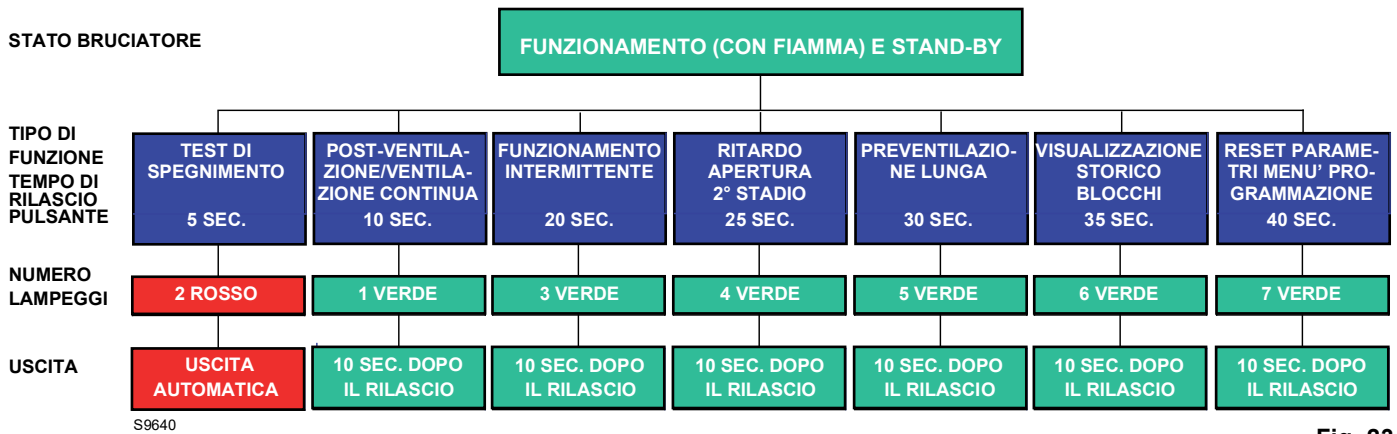 STATO BRUCIATORE
FUNZIONAMENTO (CON FIAMMA) E STAND-BY
TIPO DI
FUNZIONE
TEMPO DI
RILASCIO
PULSANTE
TEST DI
SPEGNIMENTO
5 SEC.
POST-VENTILA-
ZIONE/VENTILA-
ZIONE CONTINUA
10 SEC.
FUNZIONAMENTO
INTERMITTENTE
20 SEC.
RITARDO
APERTURA
2° STADIO
25 SEC.
PREVENTILAZIO-
NE LUNGA
30 SEC.
VISUALIZZAZIONE
STORICO
BLOCCHI
35 SEC.
RESET PARAME-
TRI MENU' PRO-
GRAMMAZIONE
40 SEC.
NUMERO
LAMPEGGI
2 ROSSO
1 VERDE
3 VERDE
4 VERDE
5 VERDE
6 VERDE
7 VERDE
USCITA
USCITA
AUTOMATICA
10 SEC. DOPO
IL RILASCIO
10 SEC. DOPO
IL RILASCIO
10 SEC. DOPO
IL RILASCIO
10 SEC. DOPO
IL RILASCIO
10 SEC. DOPO
IL RILASCIO
10 SEC. DOPO
IL RILASCIO
S9640